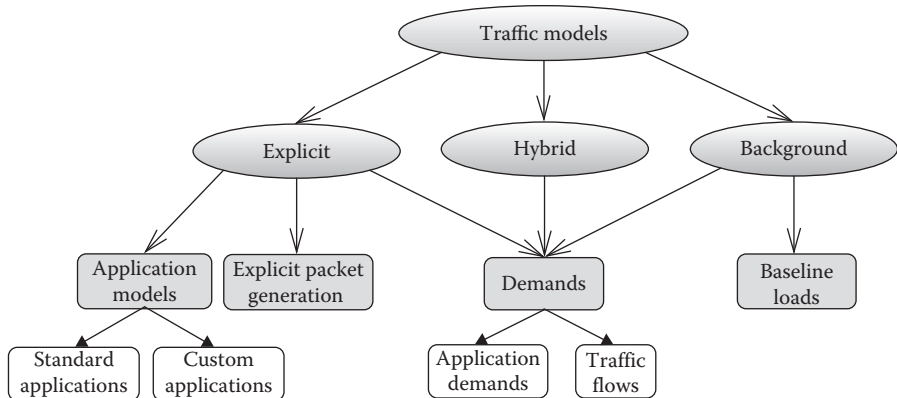 Traffic models
Explicit
Hybrid
Background
Application
models
Explicit packet
generation
Demands
Baseline
loads
Standard
applications
Custom
applications
Application
demands
Traffic
flows